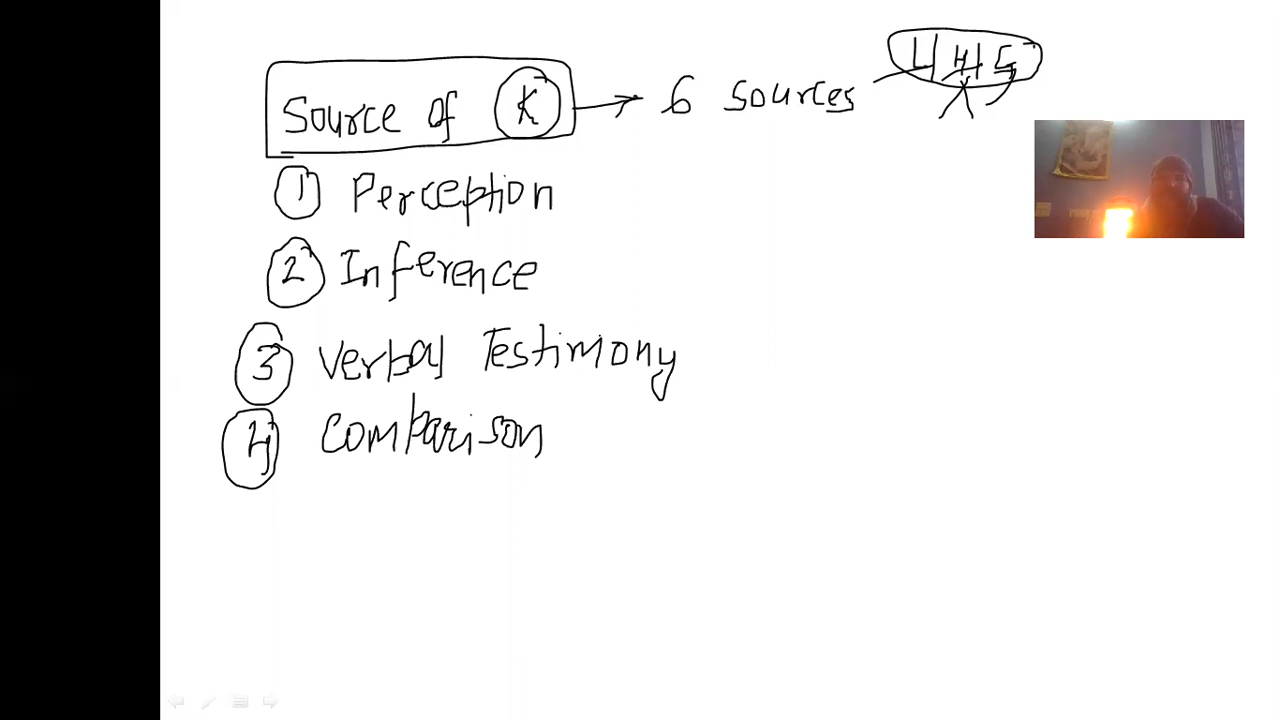 Source of K → 6 sources
1 Perception
2 Inference
3 Verbal Testimony
4 Comparison